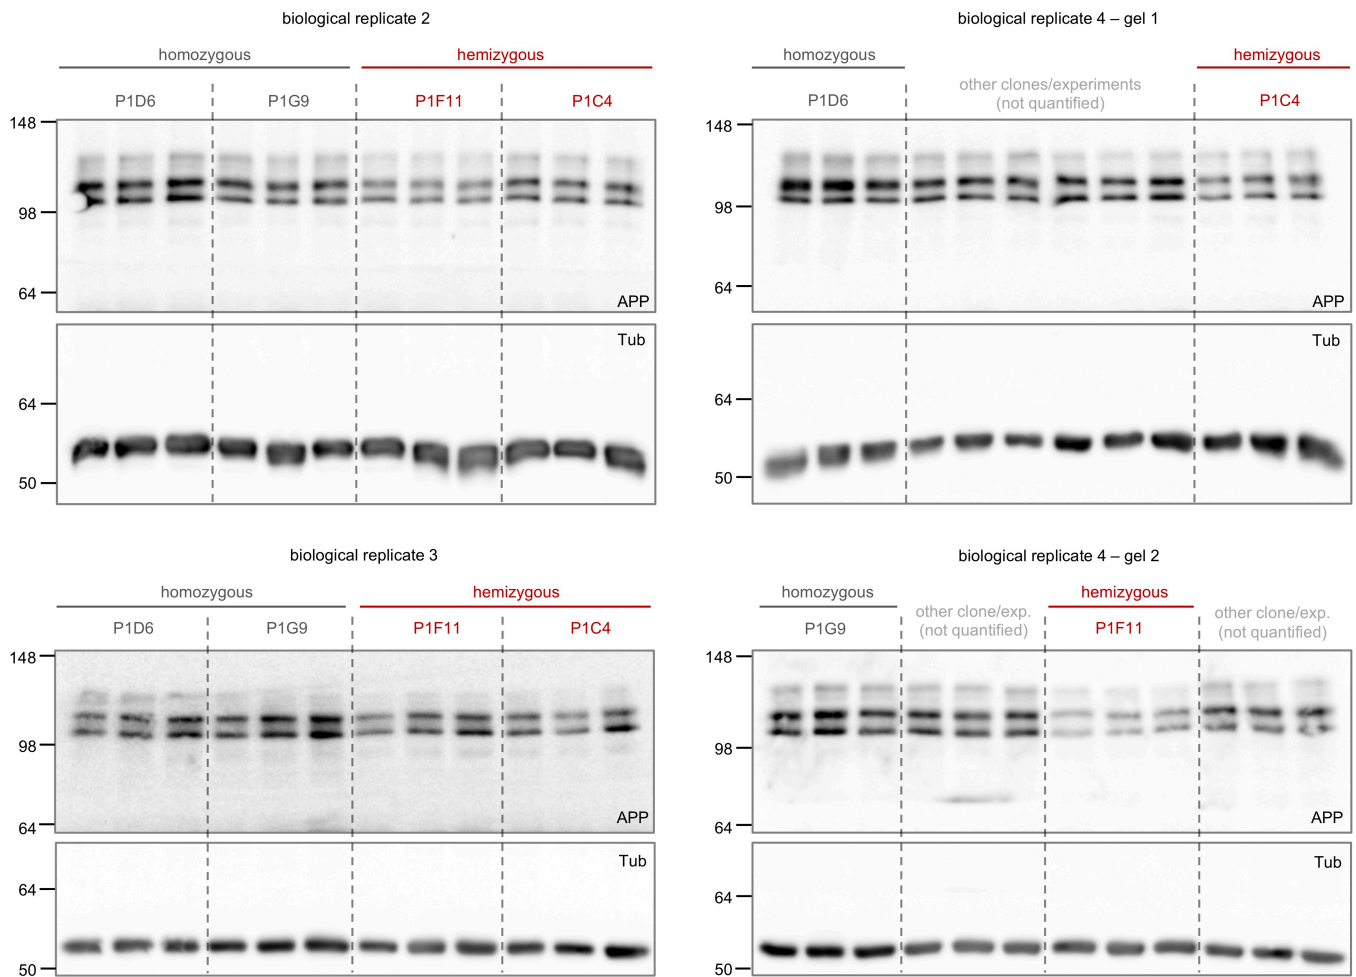 biological replicate 2
homozygous
hemizygous
P1D6
P1G9
P1F11
P1C4
148
98
64
APP
Tub
64
50
biological replicate 4 – gel 1
homozygous
hemizygous
other clones/experiments
(not quantified)
P1D6
P1C4
148
98
64
APP
Tub
64
50
biological replicate 3
homozygous
hemizygous
P1D6
P1G9
P1F11
P1C4
148
98
64
APP
Tub
64
50
biological replicate 4 – gel 2
homozygous
hemizygous
P1G9
other clone/exp.
(not quantified)
P1F11
other clone/exp.
(not quantified)
148
98
64
APP
Tub
64
50